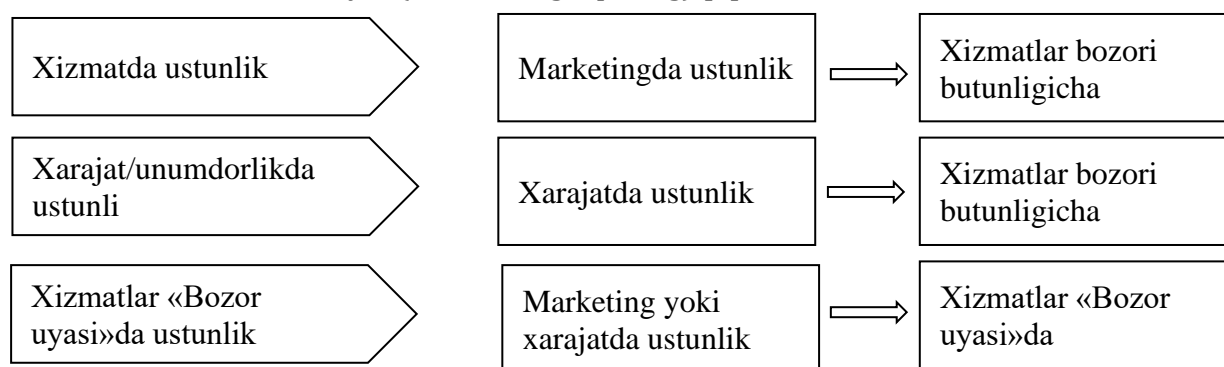 Xizmatda ustunlik
Marketingda ustunlik
Xizmatlar bozori
butunligicha
Xarajat/unumdorlikda
ustunli
Xarajatda ustunlik
Xizmatlar bozori
butunligicha
Xizmatlar «Bozor
uyasi»da ustunlik
Marketing yoki
xarajatda ustunlik
Xizmatlar «Bozor
uyasi»da